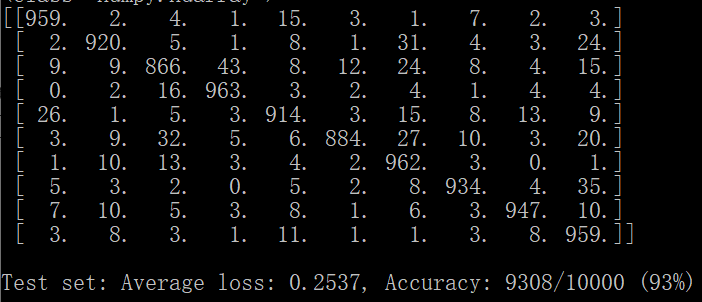 [[959. 2. 4. 1. 15. 3. 1. 7. 2. 3.]
[ 2. 920. 5. 1. 8. 1. 31. 4. 3. 24.]
[ 9. 9. 866. 43. 8. 12. 24. 8. 4. 15.]
[ 0. 2. 16. 963. 3. 2. 4. 1. 4. 4.]
[ 26. 1. 5. 3. 914. 3. 15. 8. 13. 9.]
[ 3. 9. 32. 5. 6. 884. 27. 10. 3. 20.]
[ 1. 10. 13. 3. 4. 2. 962. 3. 0. 1.]
[ 5. 3. 2. 0. 5. 2. 8. 934. 4. 35.]
[ 7. 10. 5. 3. 8. 1. 6. 3. 947. 10.]
[ 3. 8. 3. 1. 11. 1. 1. 3. 8. 959.]]
Test set: Average loss: 0.2537, Accuracy: 9308/10000 (93%)